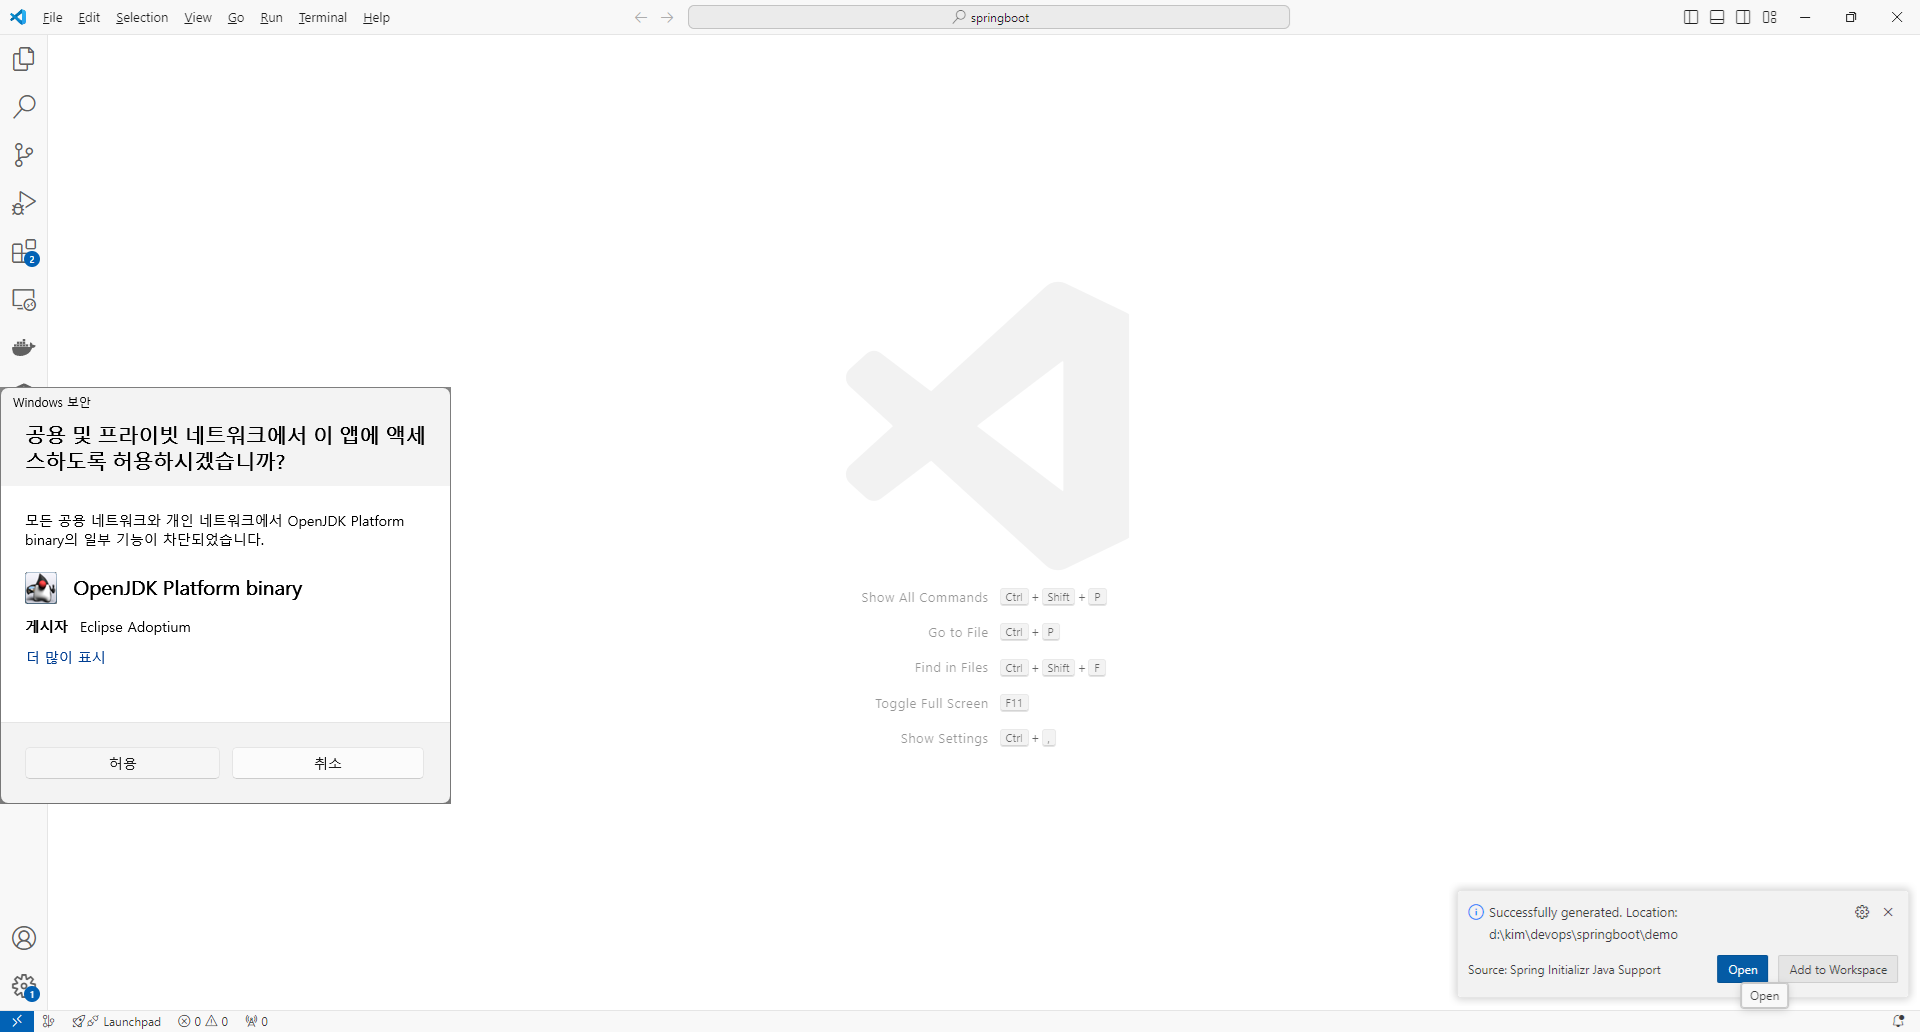 File Edit Selection View Go Run Terminal Help
springboot
2
Windows 보안
공용 및 프라이빗 네트워크에서 이 앱에 액세
스하도록 허용하시겠습니까?
모든 공용 네트워크와 개인 네트워크에서 OpenJDK Platform
binary의 일부 기능이 차단되었습니다.
OpenJDK Platform binary
게시자 Eclipse Adoptium
더 많이 표시
허용 취소
Show All Commands Ctrl + Shift + P
Go to File Ctrl + P
Find in Files Ctrl + Shift + F
Toggle Full Screen F11
Show Settings Ctrl + ,
Successfully generated. Location:
d:\kim\devops\springboot\demo
Source: Spring Initializr Java Support Open Add to Workspace
Open
1
Launchpad 0 0 0